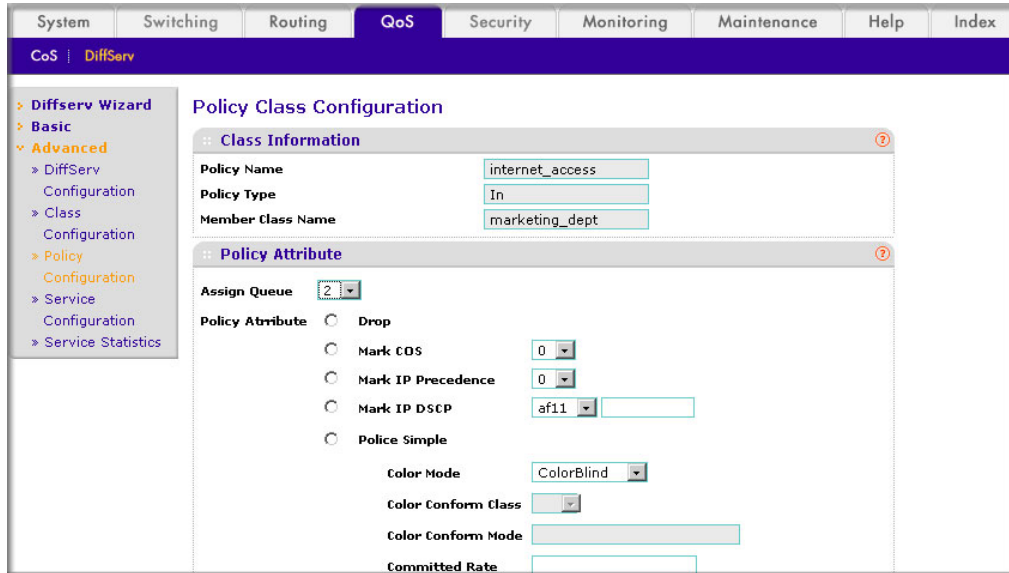 System Switching Routing QoS Security Monitoring Maintenance Help Index
CoS | DiffServ
Diffserv Wizard
Basic
Advanced
» DiffServ
Configuration
» Class
Configuration
» Policy
Configuration
» Service
Configuration
» Service Statistics
Policy Class Configuration
Class Information ?
Policy Name internet_access
Policy Type In
Member Class Name marketing_dept
Policy Attribute ?
Assign Queue 2
Policy Attribute Drop
Mark COS 0
Mark IP Precedence 0
Mark IP DSCP af11
Police Simple
Color Mode ColorBlind
Color Conform Class
Color Conform Mode
Committed Rate